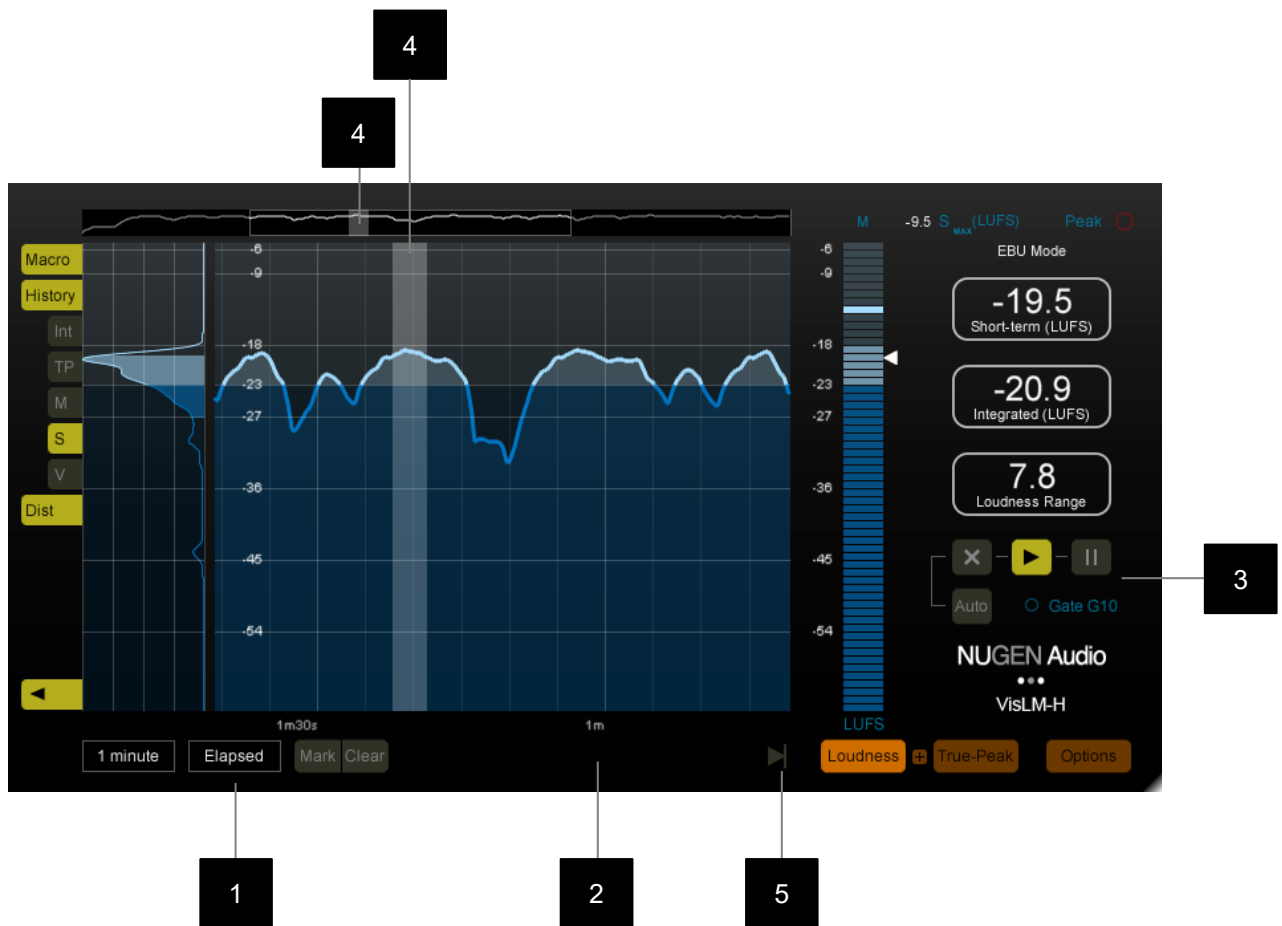 4
4
M -9.5 S MAX (LUFS) Peak
EBU Mode
Macro
History
Int
TP
M
S
V
Dist
-6
-9
-18
-23
-27
-36
-45
-54
1m30s 1m
-6
-9
-18
-23
-27
-36
-45
-54
LUFS
-19.5
Short-term (LUFS)
-20.9
Integrated (LUFS)
7.8
Loudness Range
3
Auto Gate G10
NUGEN Audio
VisLM-H
1 minute Elapsed Mark Clear Loudness + True-Peak Options
1 2 5